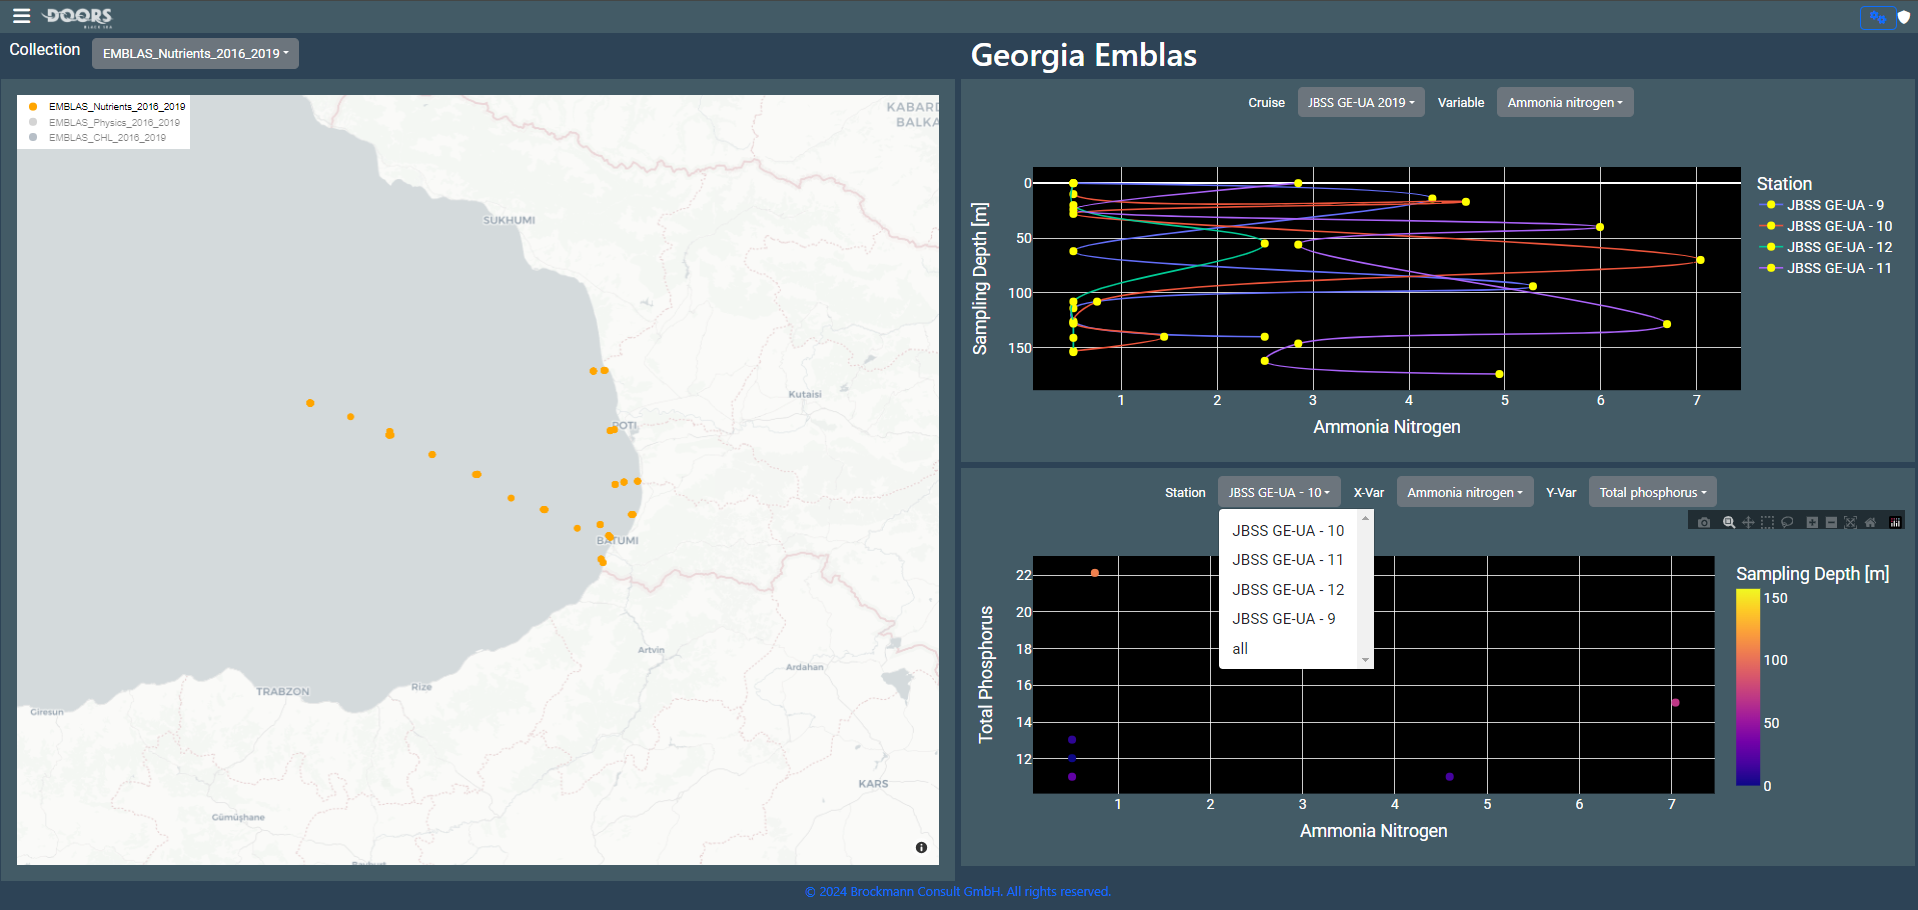 DOORS
BLACK SEA
Collection
EMBLAS_Nutrients_2016_2019
Georgia Emblas
EMBLAS_Nutrients_2016_2019
EMBLAS_Physics_2016_2019
EMBLAS_CHL_2016_2019
KABARD
BALKA
SUKHUMI
Kutaisi
POTI
BATUMI
Artvin
Ardahan
TRABZON
Rize
Giresun
KARS
Gümüşhane
Cruise
JBSS GE-UA 2019
Variable
Ammonia nitrogen
Sampling Depth [m]
0
50
100
150
1 2 3 4 5 6 7
Ammonia Nitrogen
Station
JBSS GE-UA - 9
JBSS GE-UA - 10
JBSS GE-UA - 12
JBSS GE-UA - 11
Station
JBSS GE-UA - 10
X-Var
Ammonia nitrogen
Y-Var
Total phosphorus
JBSS GE-UA - 10
JBSS GE-UA - 11
JBSS GE-UA - 12
JBSS GE-UA - 9
all
Total Phosphorus
22
20
18
16
14
12
1 2 3 4 5 6 7
Ammonia Nitrogen
Sampling Depth [m]
150
100
50
0
© 2024 Brockmann Consult GmbH. All rights reserved.